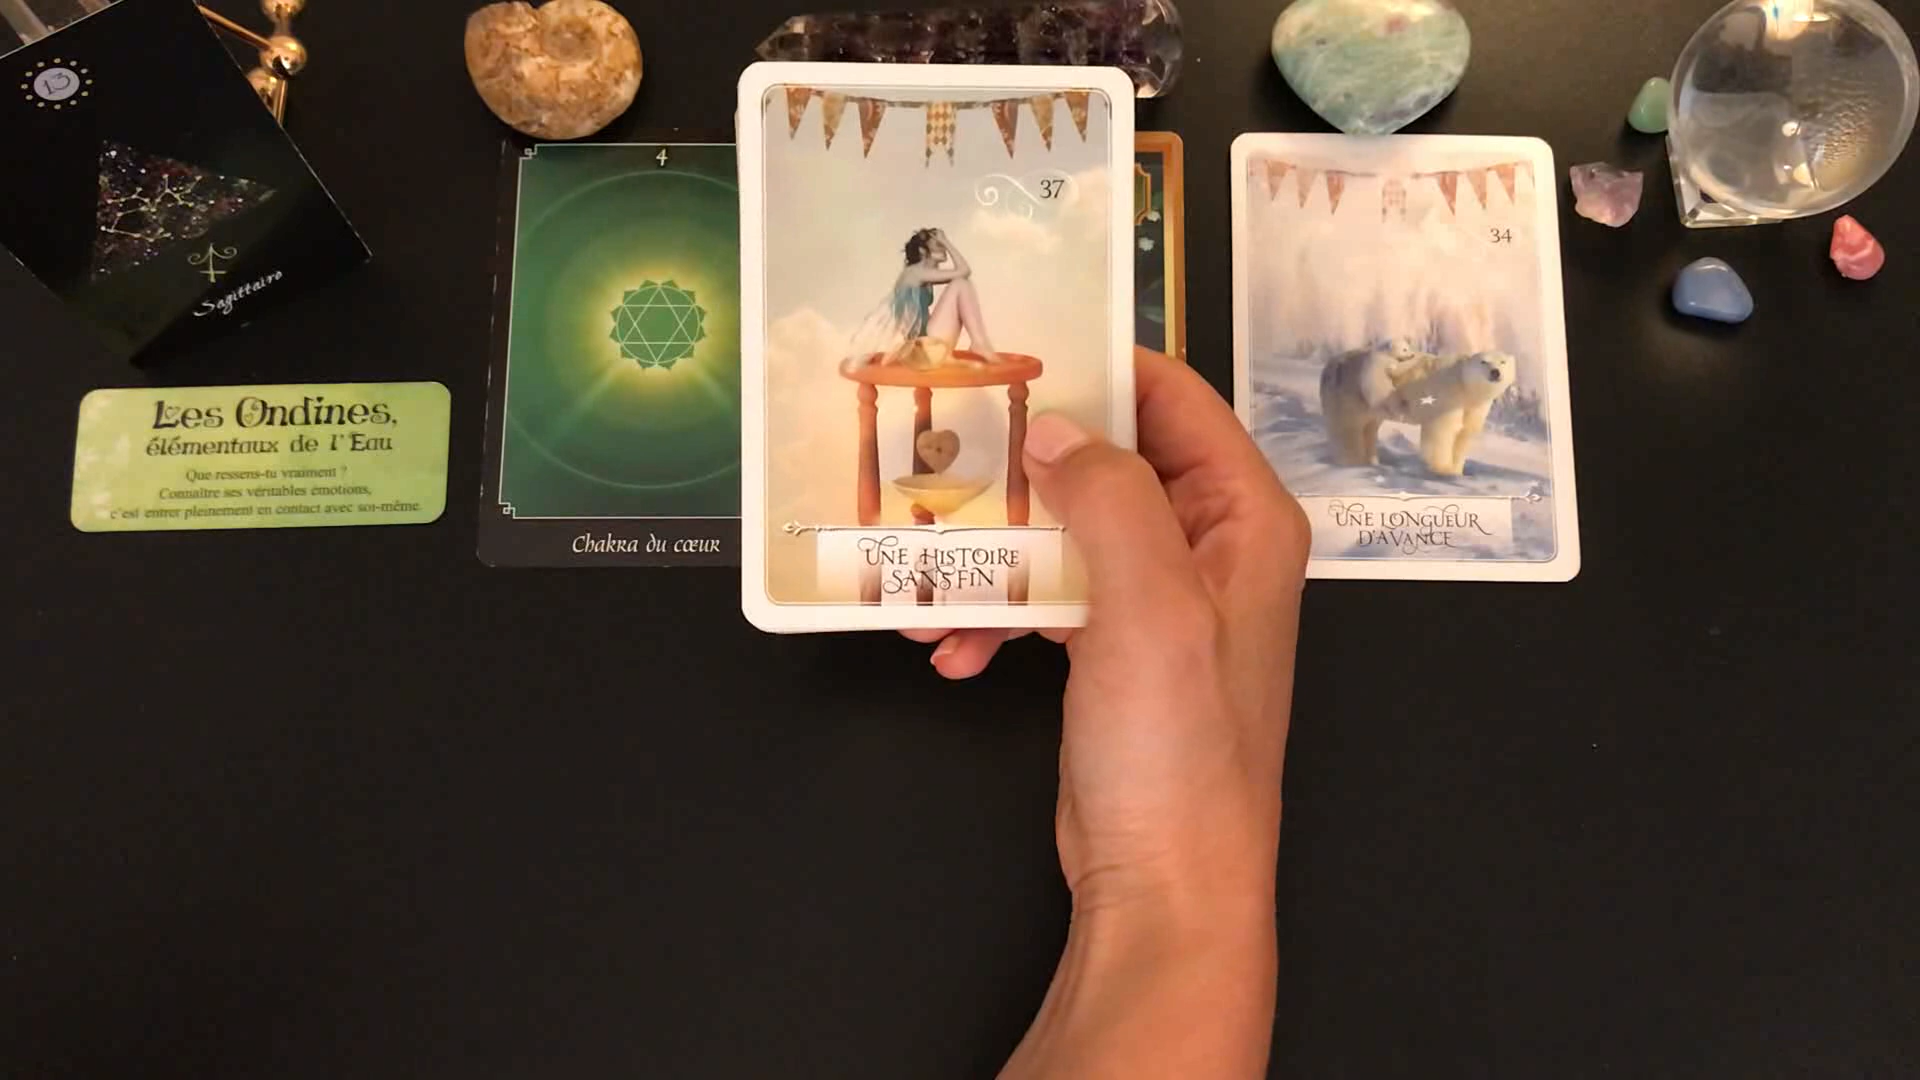 13
Sagittaire
Les Ondines,
élémentaux de l'Eau
Que ressens-tu vraiment ?
Connaître ses véritables émotions,
c'est entrer pleinement en contact avec soi-même.
4
Chakra du cœur
37
UNE HISTOIRE
SANS FIN
34
UNE LONGUEUR
D'AVANCE